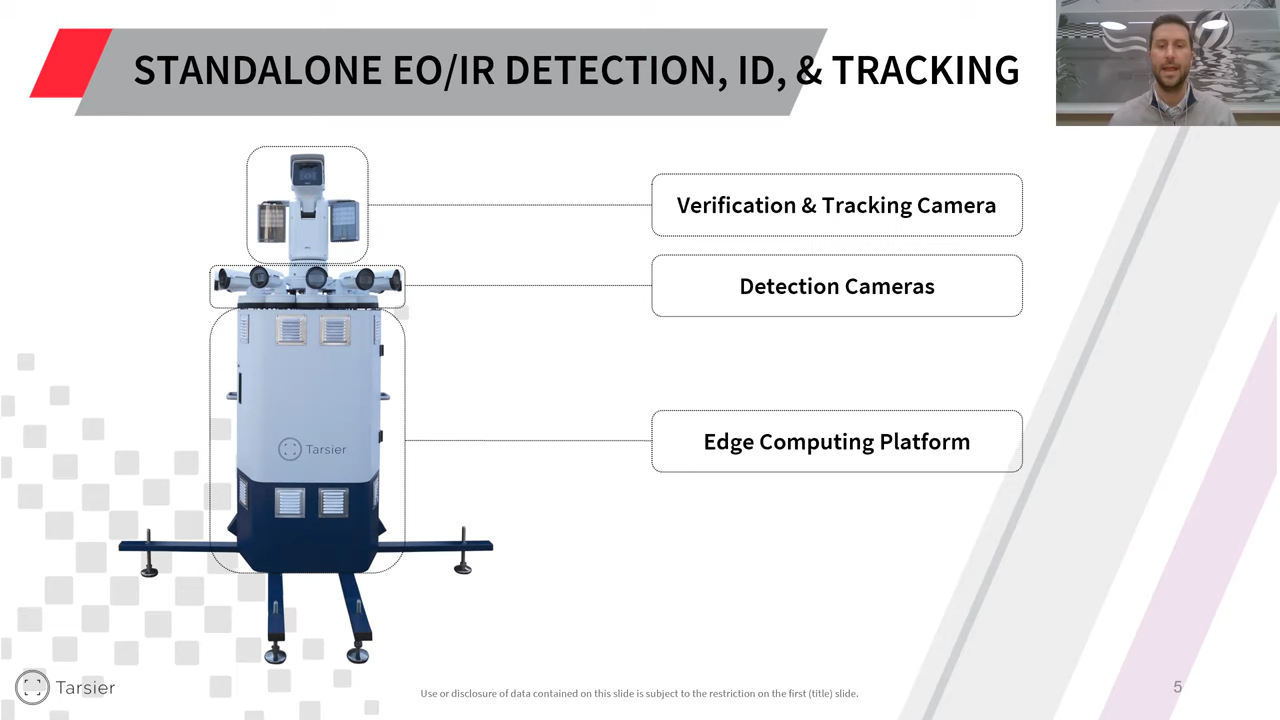 STANDALONE EO/IR DETECTION, ID, & TRACKING
Verification & Tracking Camera
Detection Cameras
Edge Computing Platform
Tarsier
Tarsier
Use or disclosure of data contained on this slide is subject to the restriction on the first (title) slide.
5